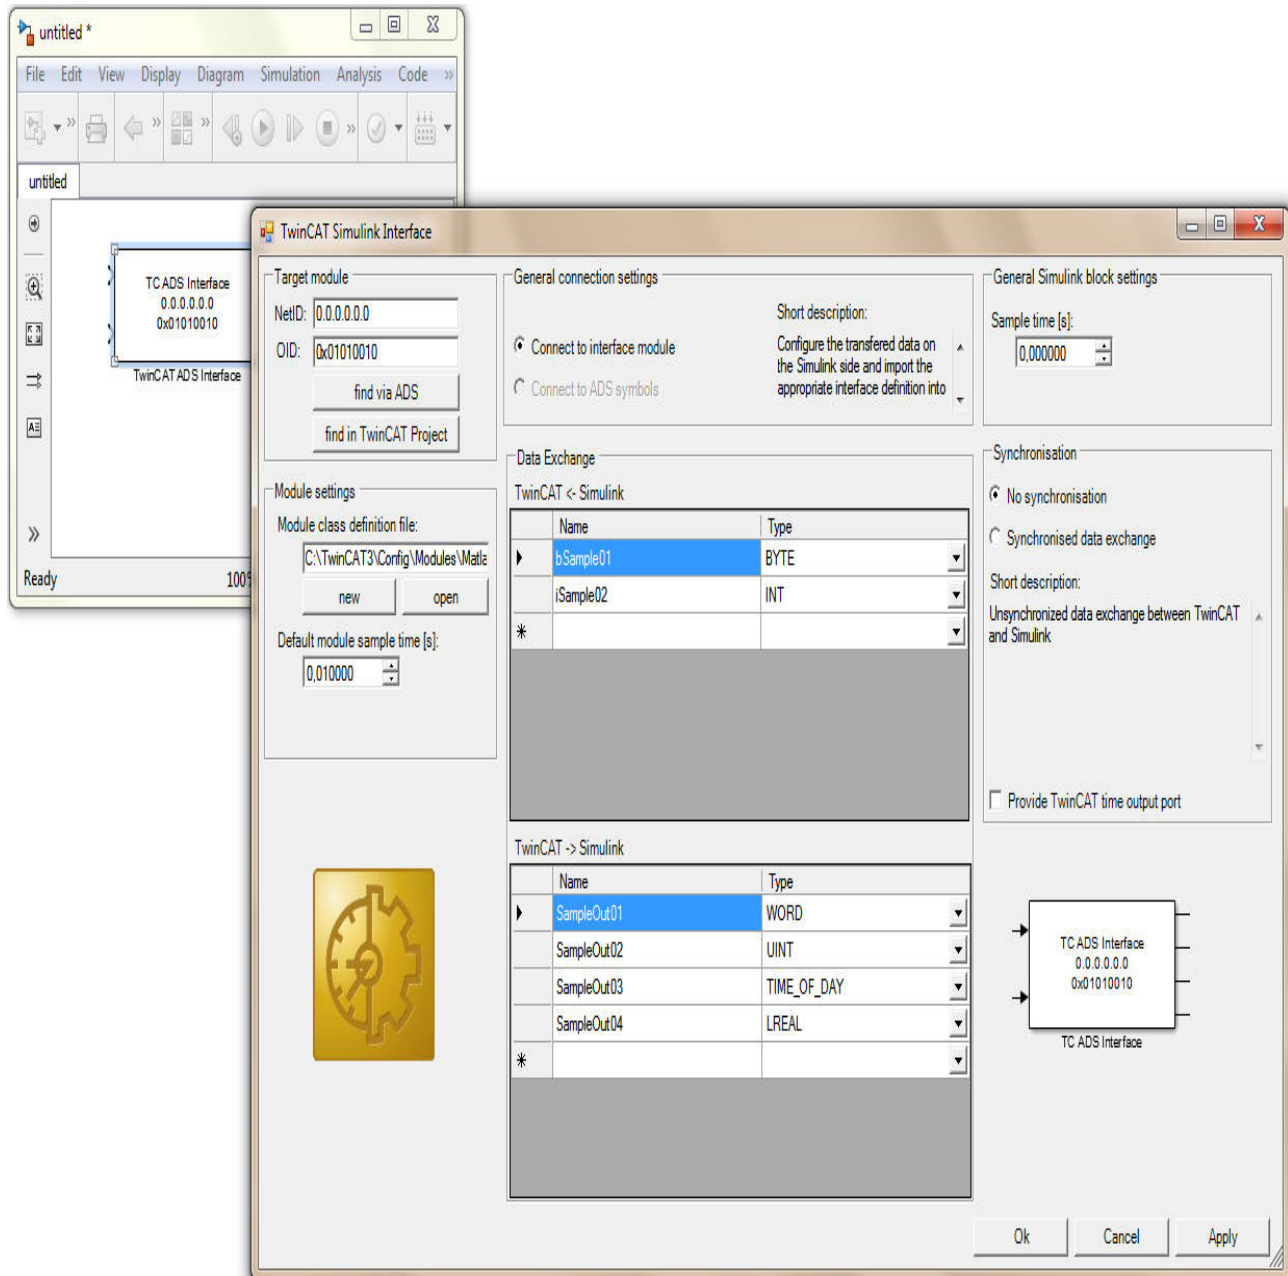 untitled *
File Edit View Display Diagram Simulation Analysis Code »
untitled
TC ADS Interface
0.0.0.0.0.0
0x01010010
TwinCAT ADS Interface
Ready 100%
TwinCAT Simulink Interface
Target module
NetID: 0.0.0.0.0.0
OID: 0x01010010
find via ADS
find in TwinCAT Project
Module settings
Module class definition file:
C:\TwinCAT3\Config\Modules\Matla
new open
Default module sample time [s]:
0,010000
General connection settings
Connect to interface module
Connect to ADS symbols
Short description:
Configure the transfered data on
the Simulink side and import the
appropriate interface definition into
Data Exchange
TwinCAT <- Simulink
Name Type
bSample01 BYTE
iSample02 INT
TwinCAT -> Simulink
Name Type
SampleOut01 WORD
SampleOut02 UINT
SampleOut03 TIME_OF_DAY
SampleOut04 LREAL
General Simulink block settings
Sample time [s]:
0,000000
Synchronisation
No synchronisation
Synchronised data exchange
Short description:
Unsynchronized data exchange between TwinCAT
and Simulink
Provide TwinCAT time output port
TC ADS Interface
0.0.0.0.0.0
0x01010010
TC ADS Interface
Ok Cancel Apply